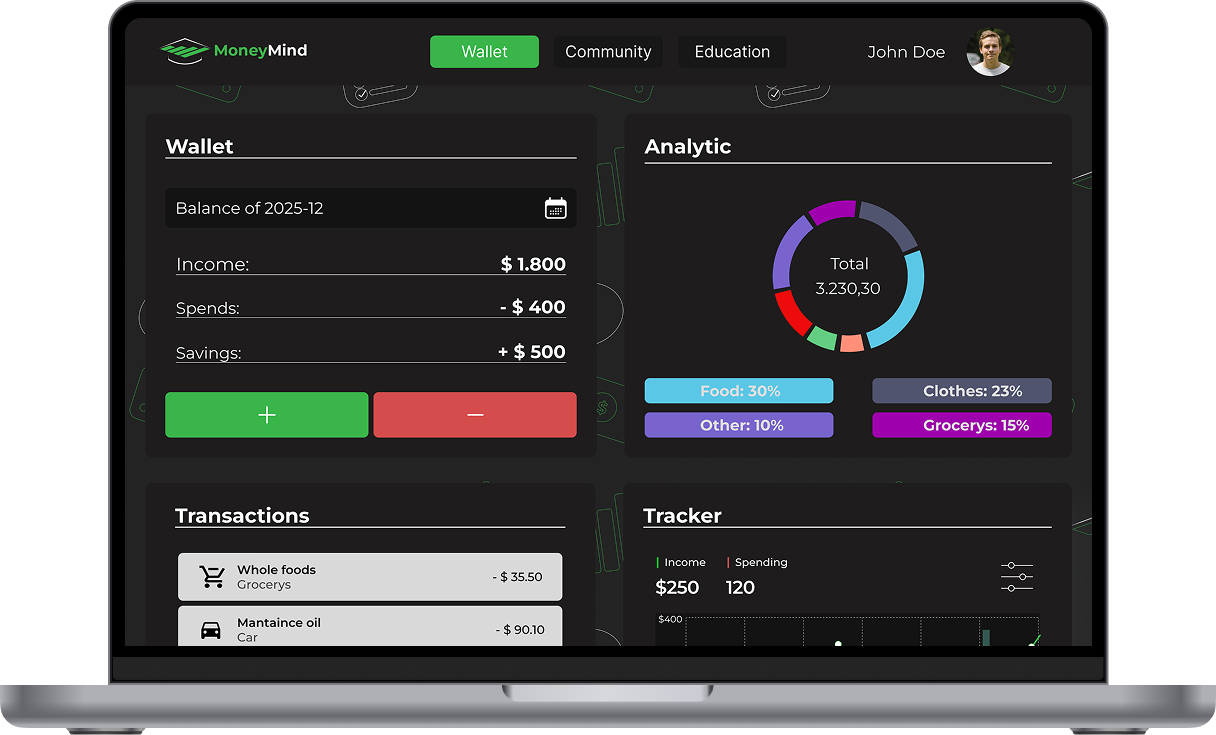 MoneyMind
Wallet
Community
Education
John Doe
Wallet
Balance of 2025-12
Income: $ 1.800
Spends: - $ 400
Savings: + $ 500
Analytic
Total
3.230,30
Food: 30%
Clothes: 23%
Other: 10%
Grocerys: 15%
Transactions
Whole foods
Grocerys
- $ 35.50
Mantaince oil
Car
- $ 90.10
Tracker
Income
Spending
$250
120
$400